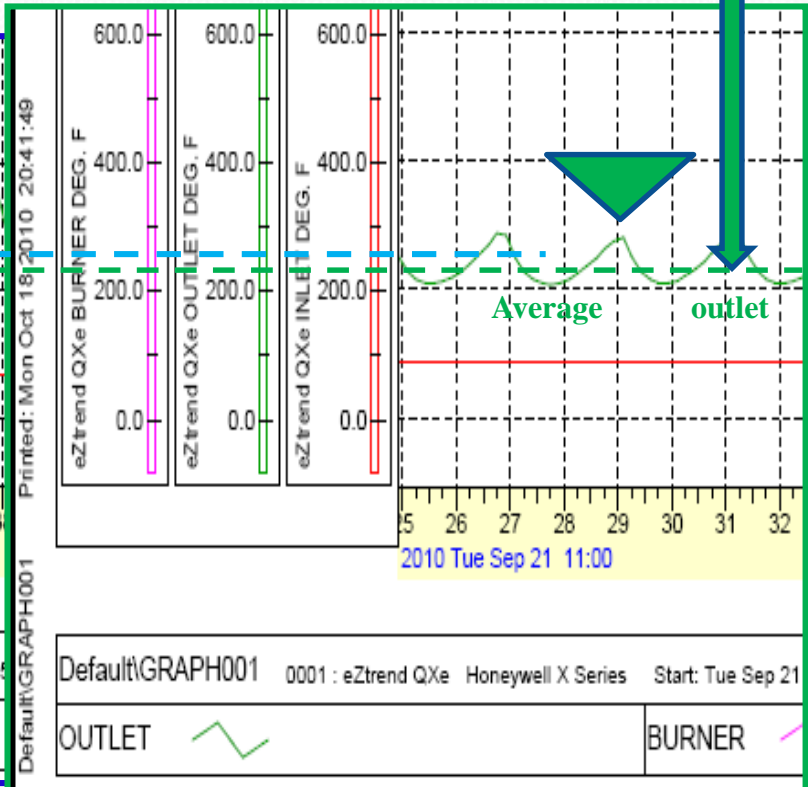 Printed: Mon Oct 18 2010 20:41:49
Default\GRAPH001
eZtrend QXe BURNER DEG. F
600.0
400.0
200.0
0.0
eZtrend QXe OUTLET DEG. F
600.0
400.0
200.0
0.0
eZtrend QXe INLET DEG. F
600.0
400.0
200.0
0.0
Average outlet
25 26 27 28 29 30 31 32
2010 Tue Sep 21 11:00
Default\GRAPH001 0001 : eZtrend QXe Honeywell X Series Start: Tue Sep 21
OUTLET BURNER